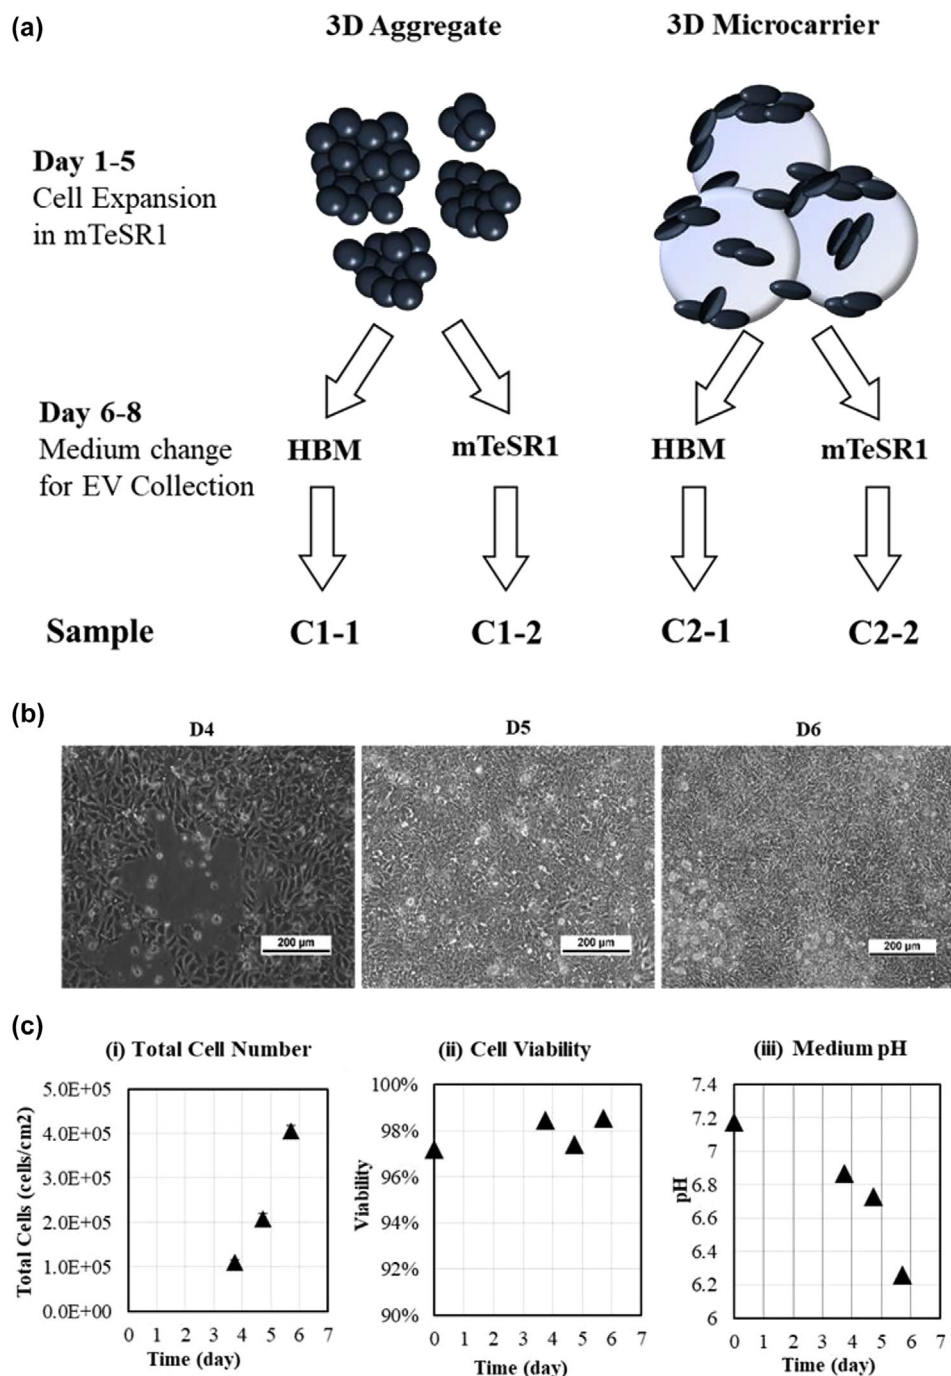 (a)
3D Aggregate 3D Microcarrier
Day 1-5
Cell Expansion
in mTeSR1
Day 6-8
Medium change
for EV Collection
HBM mTeSR1 HBM mTeSR1
Sample C1-1 C1-2 C2-1 C2-2
(b)
D4 D5 D6
200 µm 200 µm 200 µm
(c)
(i) Total Cell Number
Total Cells (cells/cm2)
5.0E+05
4.0E+05
3.0E+05
2.0E+05
1.0E+05
0.0E+00
0 1 2 3 4 5 6 7
Time (day)
(ii) Cell Viability
Viability
100%
98%
96%
94%
92%
90%
0 1 2 3 4 5 6 7
Time (day)
(iii) Medium pH
pH
7.4
7.2
7
6.8
6.6
6.4
6.2
6
0 1 2 3 4 5 6 7
Time (day)